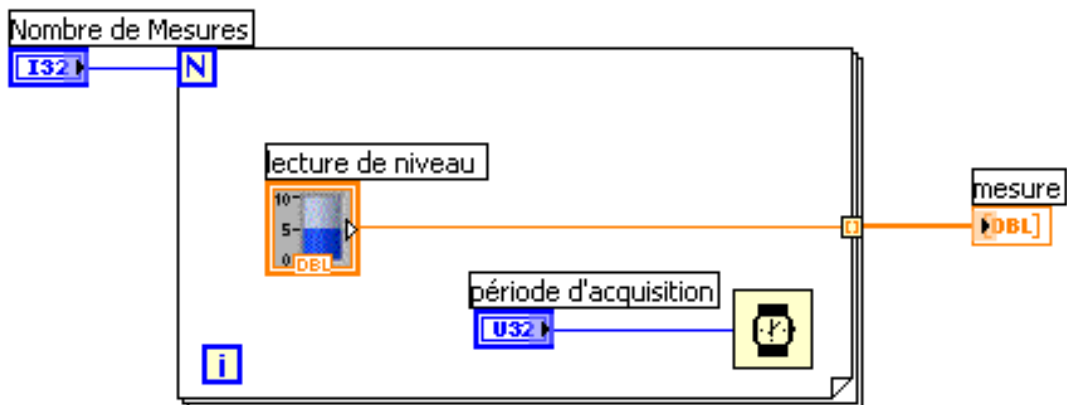 Nombre de Mesures
I32
N
lecture de niveau
10
5
0
DBL
mesure
[DBL]
période d'acquisition
U32
i